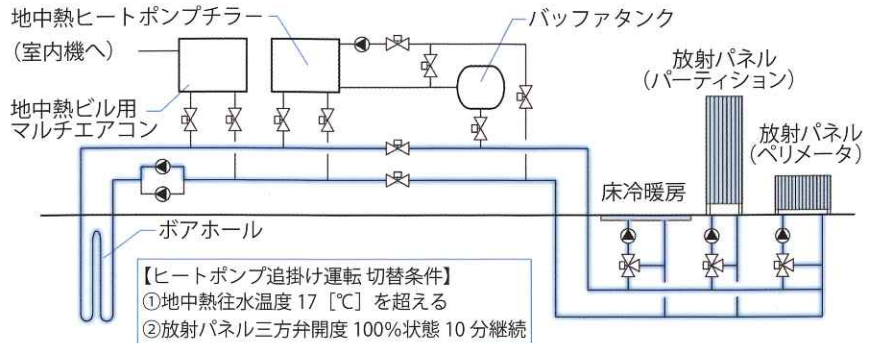 地中熱ヒートポンプチラー
(室内機へ)
地中熱ビル用
マルチエアコン
バッファタンク
放射パネル
(パーティション)
放射パネル
(ペリメータ)
床冷暖房
ボアホール
【ヒートポンプ追掛け運転 切替条件】
①地中熱往水温度 17［℃］を超える
②放射パネル三方弁開度 100%状態 10 分継続